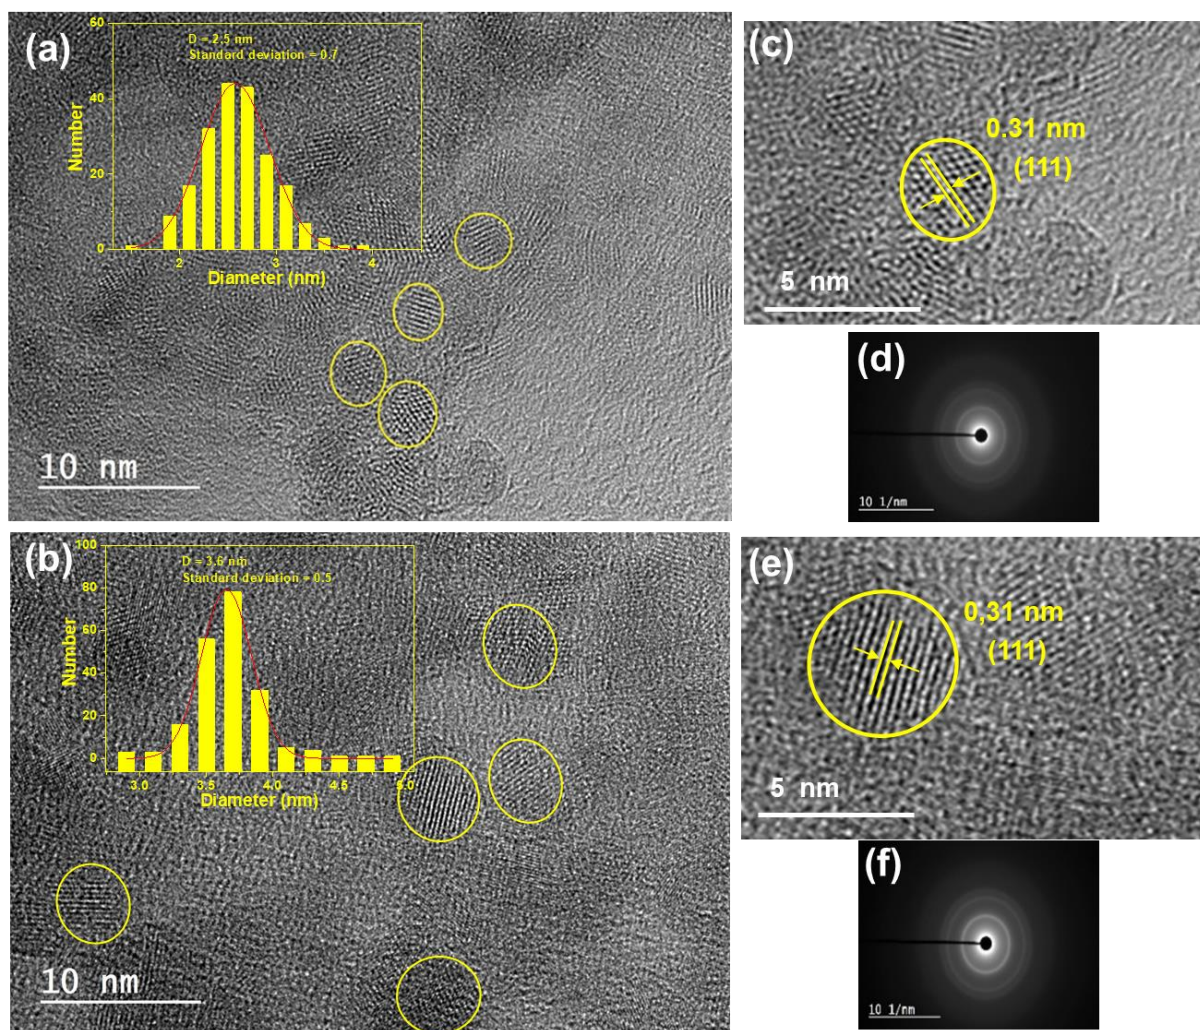 (a)
60
40
20
0
Number
D = 2.5 nm
Standard deviation = 0.7
2
3
4
Diameter (nm)
10 nm
(c)
0.31 nm
(111)
5 nm
(d)
10 1/nm
(b)
100
80
60
40
20
0
Number
D = 3.6 nm
Standard deviation = 0.5
3.0
3.5
4.0
4.5
5.0
Diameter (nm)
10 nm
(e)
0,31 nm
(111)
5 nm
(f)
10 1/nm